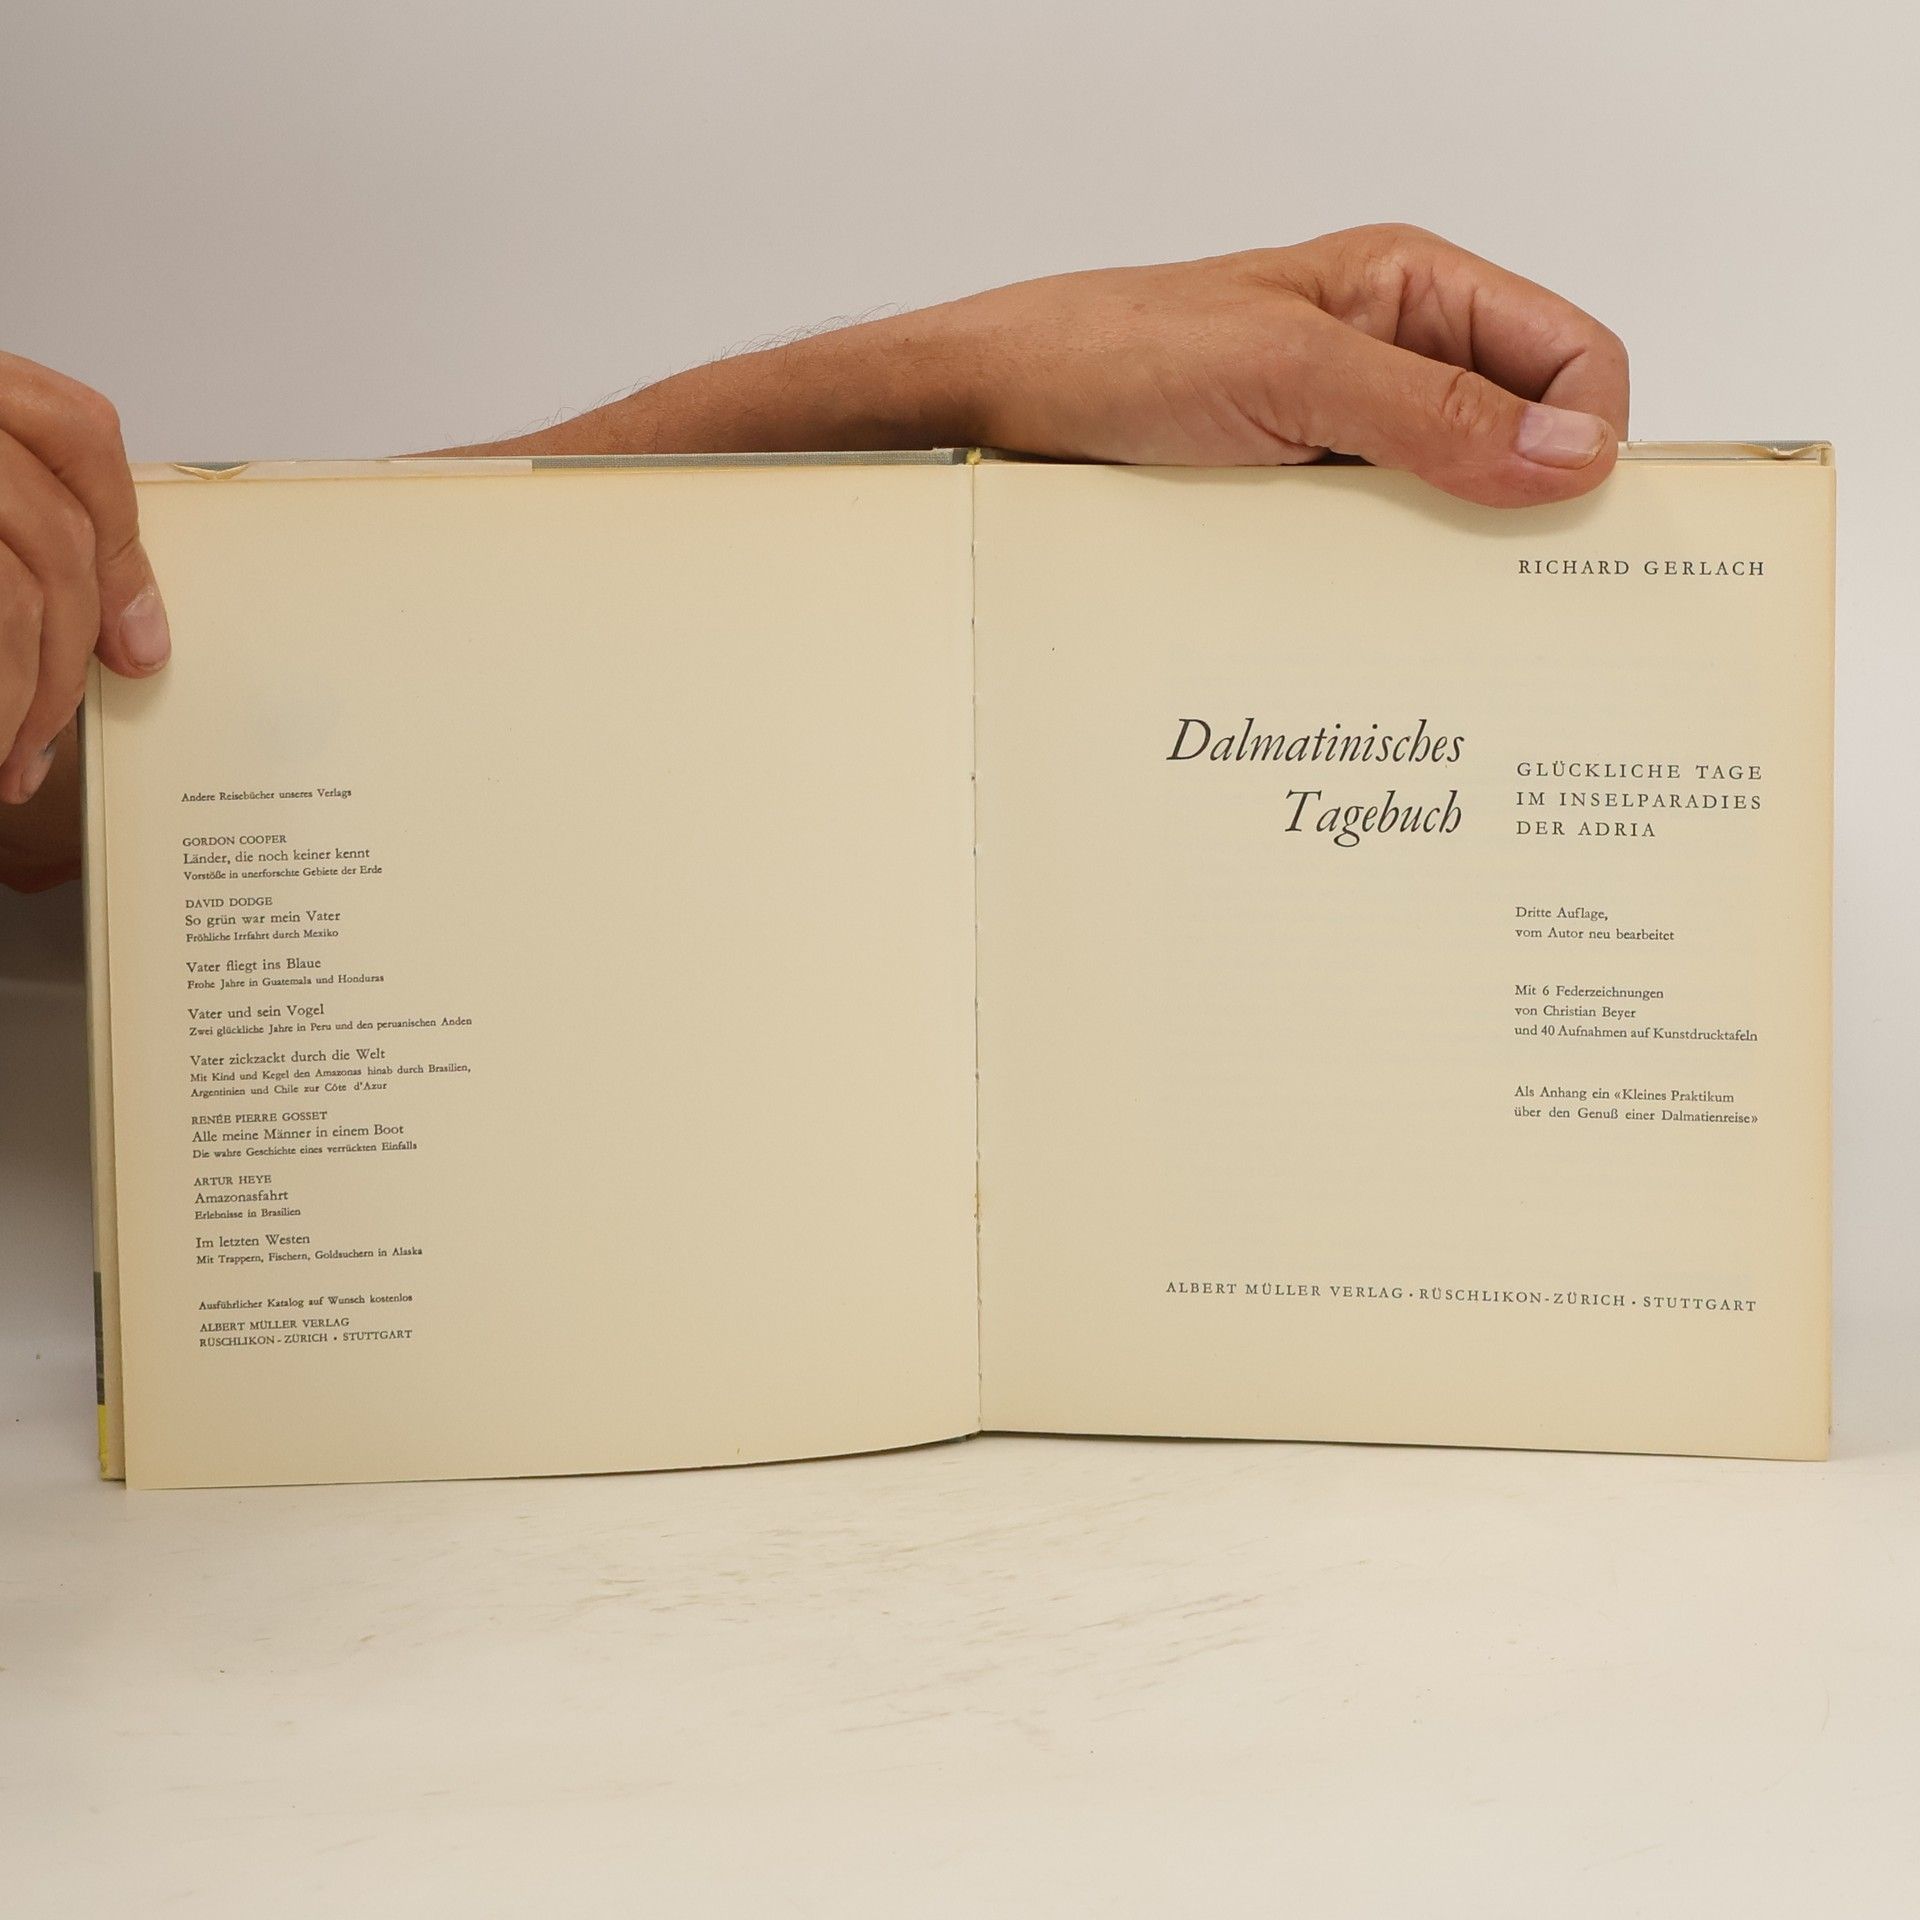 Andere Reisebücher unseres Verlags
GORDON COOPER
Länder, die noch keiner kennt
Vorstöße in unerforschte Gebiete der Erde
DAVID DODGE
So grün war mein Vater
Fröhliche Irrfahrt durch Mexiko
Vater fliegt ins Blaue
Frohe Jahre in Guatemala und Honduras
Vater und sein Vogel
Zwei glückliche Jahre in Peru und den peruanischen Anden
Vater zickzackt durch die Welt
Mit Kind und Kegel den Amazonas hinab durch Brasilien,
Argentinien und Chile zur Côte d'Azur
RENÉE PIERRE GOSSET
Alle meine Männer in einem Boot
Die wahre Geschichte eines verrückten Einfalls
ARTUR HEYE
Amazonasfahrt
Erlebnisse in Brasilien
Im letzten Westen
Mit Trappern, Fischern, Goldsuchern in Alaska
Ausführlicher Katalog auf Wunsch kostenlos
ALBERT MÜLLER VERLAG
RÜSCHLIKON-ZÜRICH · STUTTGART
RICHARD GERLACH
Dalmatinisches
Tagebuch
GLÜCKLICHE TAGE
IM INSELPARADIES
DER ADRIA
Dritte Auflage,
vom Autor neu bearbeitet
Mit 6 Federzeichnungen
von Christian Beyer
und 40 Aufnahmen auf Kunstdrucktafeln
Als Anhang ein «Kleines Praktikum
über den Genuß einer Dalmatienreise»
ALBERT MÜLLER VERLAG · RÜSCHLIKON-ZÜRICH · STUTTGART